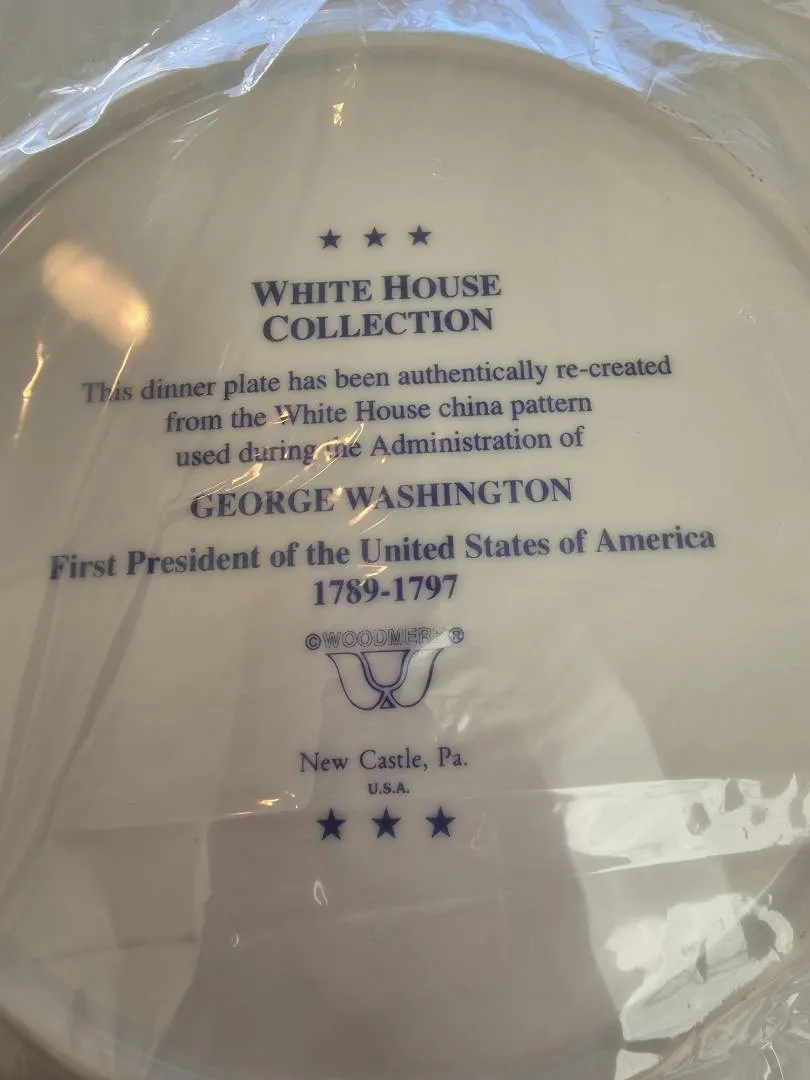 ★ ★ ★
WHITE HOUSE
COLLECTION
This dinner plate has been authentically re-created
from the White House china pattern
used during the Administration of
GEORGE WASHINGTON
First President of the United States of America
1789-1797
©WOODMERE®
New Castle, Pa.
U.S.A.
★ ★ ★